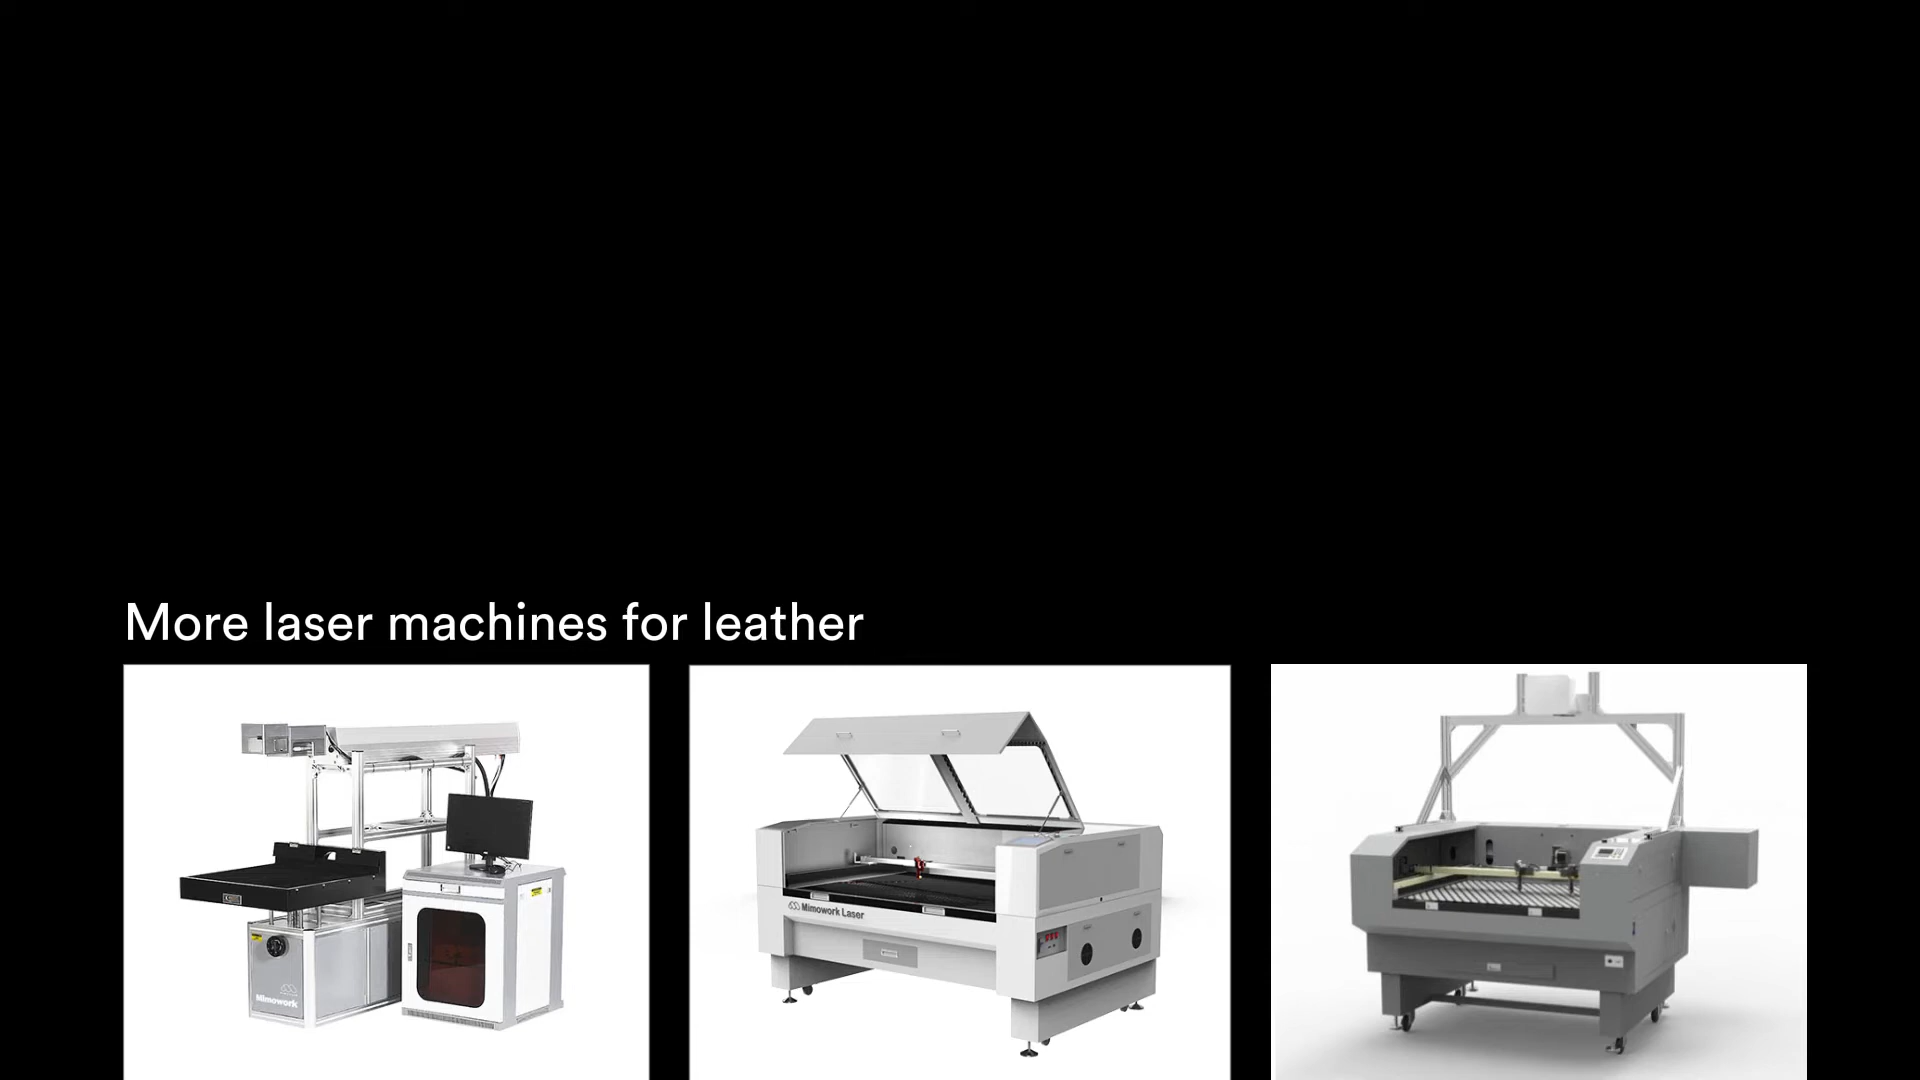 More laser machines for leather
Mimowork Laser
Mimowork